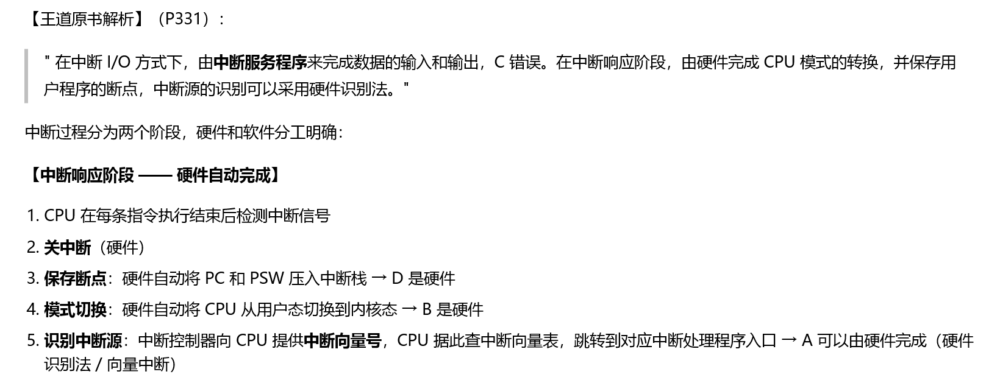 【王道原书解析】（P331）：
" 在中断 I/O 方式下，由中断服务程序来完成数据的输入和输出，C 错误。在中断响应阶段，由硬件完成 CPU 模式的转换，并保存用
户程序的断点，中断源的识别可以采用硬件识别法。"
中断过程分为两个阶段，硬件和软件分工明确：
【中断响应阶段 —— 硬件自动完成】
1. CPU 在每条指令执行结束后检测中断信号
2. 关中断（硬件）
3. 保存断点：硬件自动将 PC 和 PSW 压入中断栈 → D 是硬件
4. 模式切换：硬件自动将 CPU 从用户态切换到内核态 → B 是硬件
5. 识别中断源：中断控制器向 CPU 提供中断向量号，CPU 据此查中断向量表，跳转到对应中断处理程序入口 → A 可以由硬件完成（硬件
识别法 / 向量中断）